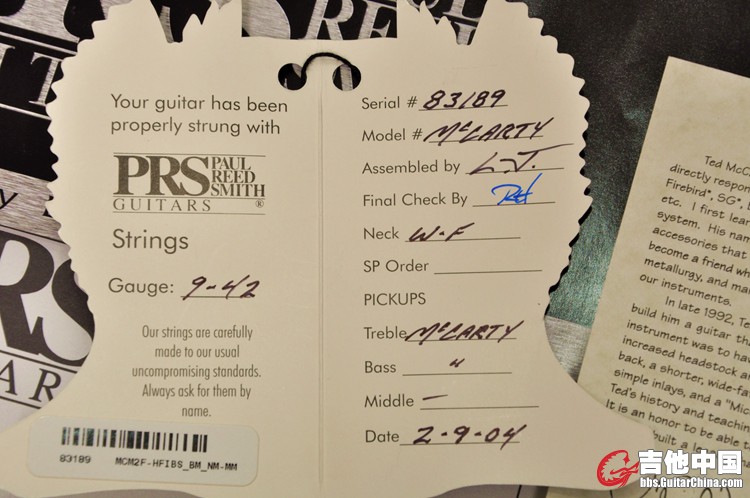 Your guitar has been
properly strung with
PRS PAUL
REED
SMITH
GUITARS ®
Strings
Gauge: 9-42
Our strings are carefully
made to our usual
uncompromising standards.
Always ask for them by
name.
83189 MCM2F-HFIBS_BM_NM-MM
Serial # 83189
Model # McCARTY
Assembled by L.J.
Final Check By
Neck W-F
SP Order
PICKUPS
Treble McCARTY
Bass "
Middle -
Date 2-9-04
Ted McC
directly respon
Firebird®, SG®,
etc. I first lear
system. His nam
accessories that
become a friend wh
metallurgy, and ma
our instruments.
In late 1992, Te
build him a guitar tha
instrument was to hav
increased headstock a
back, a shorter, wide-fa
simple inlays, and a "Mc
Ted's history and teachin
It is an honor to be able t
built a le
PRS
AR
吉他中国
bbs.GuitarChina.com